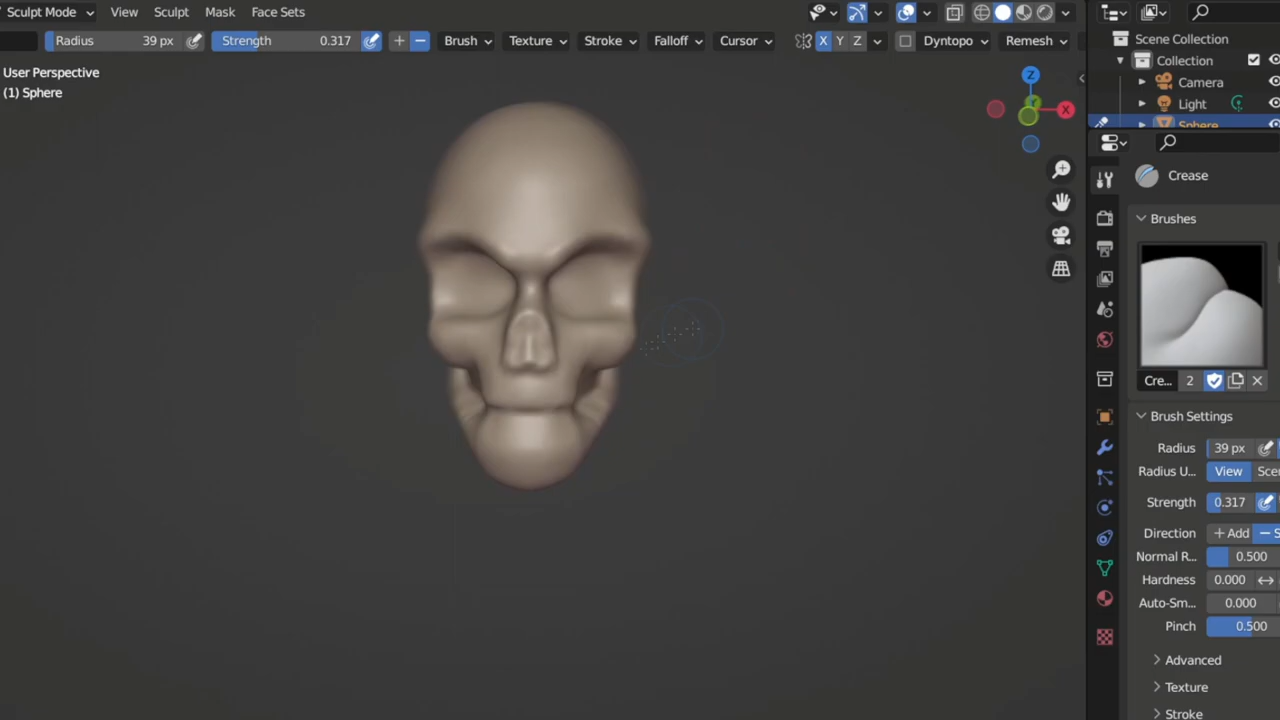 Sculpt Mode View Sculpt Mask Face Sets
Radius 39 px Strength 0.317 Brush Texture Stroke Falloff Cursor X Y Z Dyntopo Remesh
User Perspective
(1) Sphere
Z
X
Scene Collection
Collection
Camera
Light
Sphere
Crease
Brushes
Cre... 2
Brush Settings
Radius 39 px
Radius U... View Scen
Strength 0.317
Direction + Add − S
Normal R... 0.500
Hardness 0.000
Auto-Sm... 0.000
Pinch 0.500
Advanced
Texture
Stroke